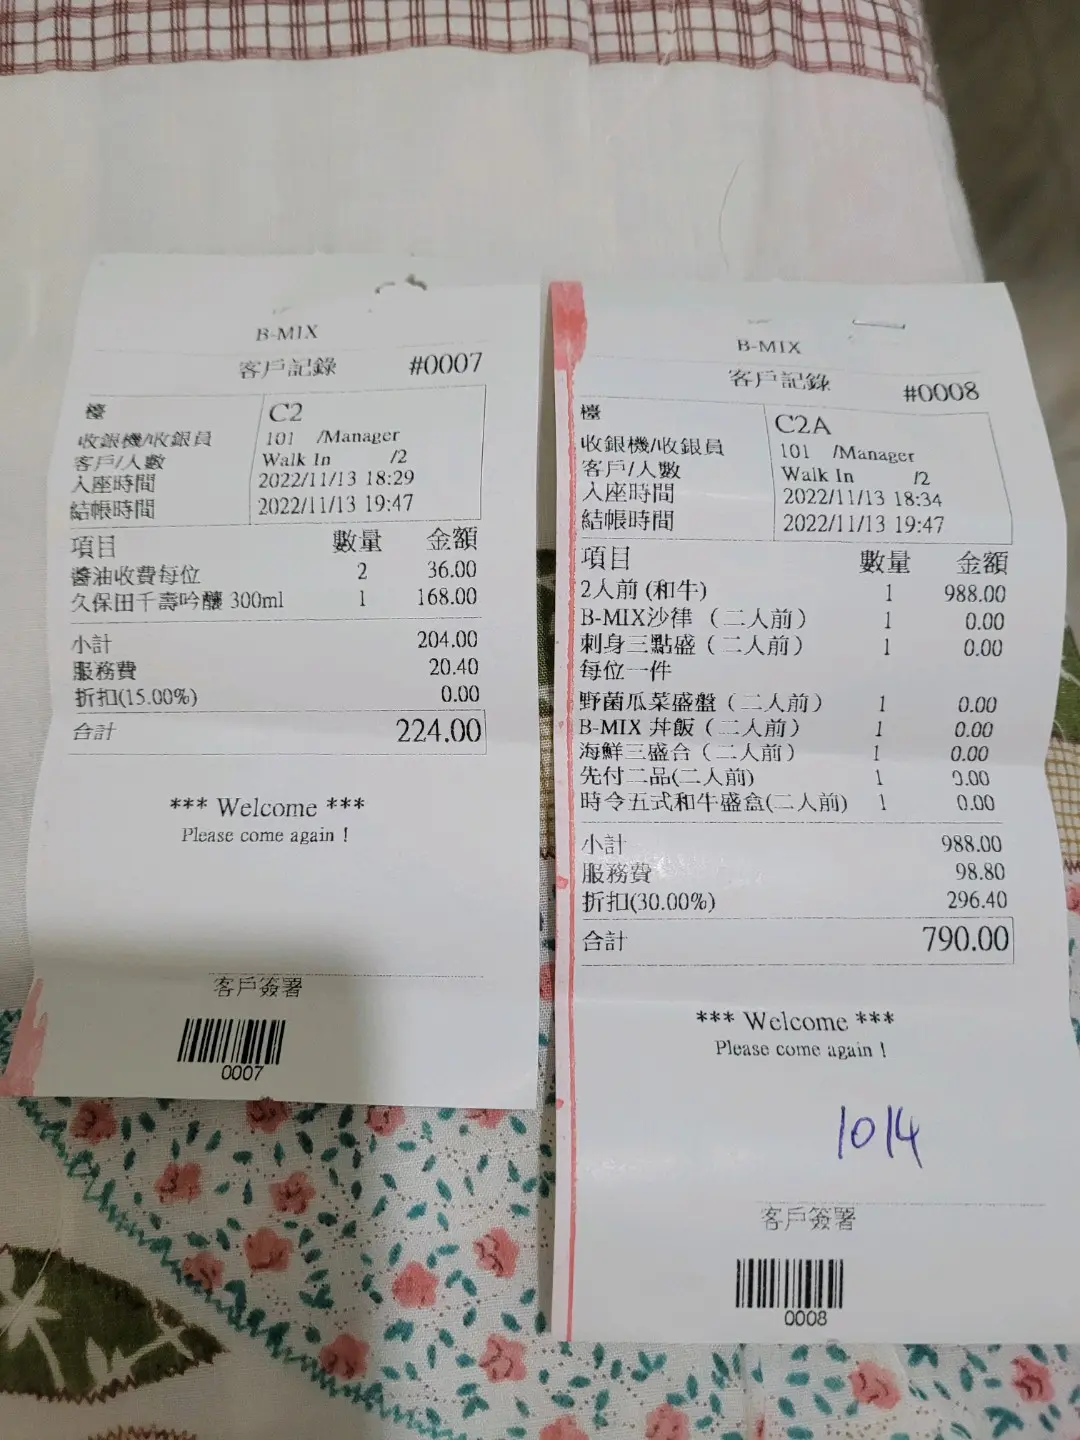 B-MIX
客戶記錄 #0007
檯 C2
收銀機/收銀員 101 /Manager
客戶/人數 Walk In /2
入座時間 2022/11/13 18:29
結帳時間 2022/11/13 19:47
項目 數量 金額
醬油收費每位 2 36.00
久保田千壽吟釀 300ml 1 168.00
小計 204.00
服務費 20.40
折扣(15.00%) 0.00
合計 224.00
*** Welcome ***
Please come again !
客戶簽署
0007
B-MIX
客戶記錄 #0008
檯 C2A
收銀機/收銀員 101 /Manager
客戶/人數 Walk In /2
入座時間 2022/11/13 18:34
結帳時間 2022/11/13 19:47
項目 數量 金額
2人前 (和牛) 1 988.00
B-MIX沙律（二人前） 1 0.00
刺身三點盛（二人前） 1 0.00
每位一件
野菌瓜菜盛盤（二人前） 1 0.00
B-MIX 丼飯（二人前） 1 0.00
海鮮三盛合（二人前） 1 0.00
先付二品(二人前) 1 0.00
時令五式和牛盛盒(二人前) 1 0.00
小計 988.00
服務費 98.80
折扣(30.00%) 296.40
合計 790.00
*** Welcome ***
Please come again !
1014
客戶簽署
0008